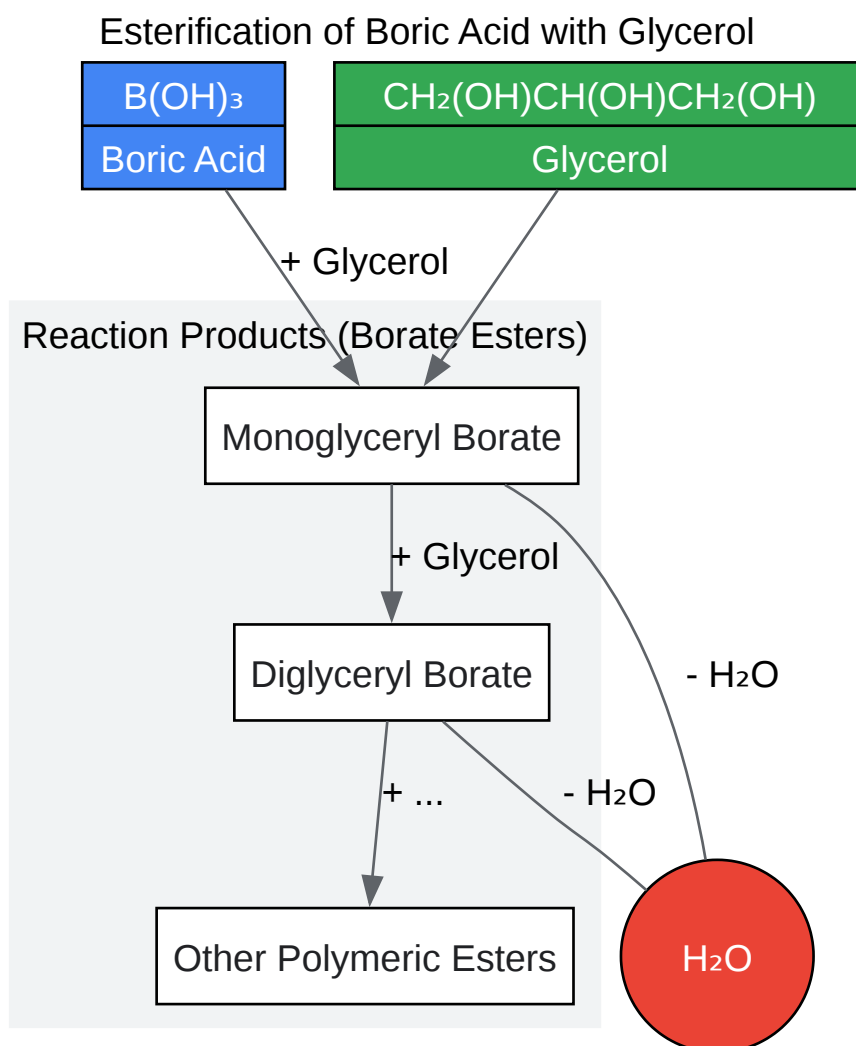 Esterification of Boric Acid with Glycerol
B(OH)₃
CH₂(OH)CH(OH)CH₂(OH)
Boric Acid
Glycerol
+ Glycerol
Reaction Products (Borate Esters)
Monoglyceryl Borate
+ Glycerol
Diglyceryl Borate
- H₂O
+ ...
- H₂O
Other Polymeric Esters
H₂O